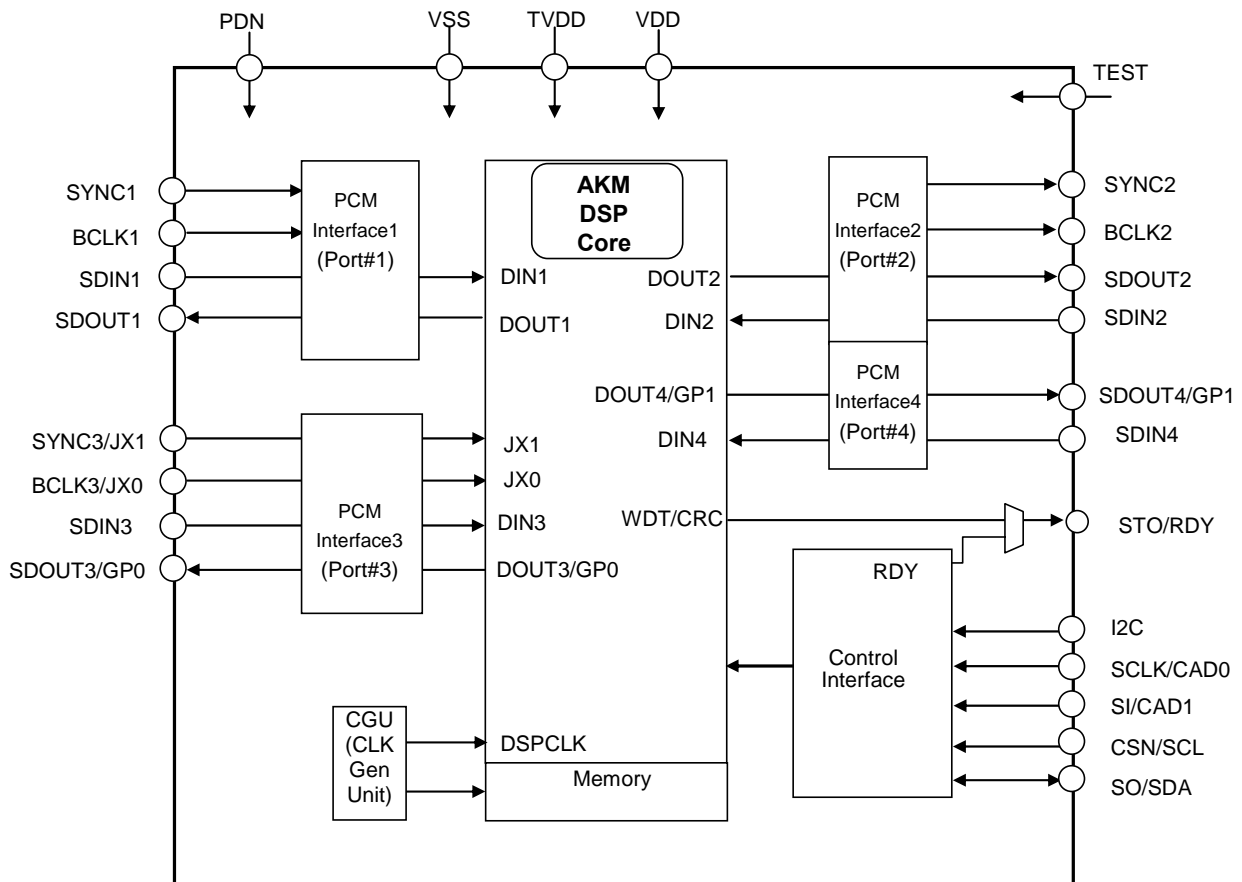 PDN
VSS
TVDD
VDD
TEST
SYNC1
BCLK1
SDIN1
SDOUT1
PCM
Interface1
(Port#1)
AKM
DSP
Core
DIN1
DOUT1
DOUT2
DIN2
PCM
Interface2
(Port#2)
SYNC2
BCLK2
SDOUT2
SDIN2
DOUT4/GP1
DIN4
PCM
Interface4
(Port#4)
SDOUT4/GP1
SDIN4
SYNC3/JX1
BCLK3/JX0
SDIN3
SDOUT3/GP0
PCM
Interface3
(Port#3)
JX1
JX0
DIN3
DOUT3/GP0
WDT/CRC
STO/RDY
RDY
Control
Interface
I2C
SCLK/CAD0
SI/CAD1
CSN/SCL
SO/SDA
CGU
(CLK
Gen
Unit)
DSPCLK
Memory